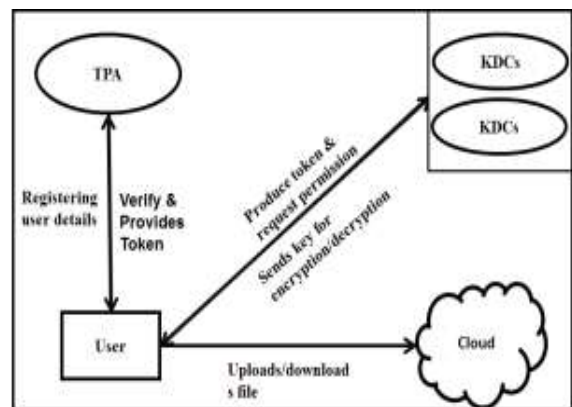 TPA
KDCs
KDCs
Registering
user details
Verify &
Provides
Token
Produce token &
request permission
Sends key for
encryption/decryption
User
Cloud
Uploads/download
s file